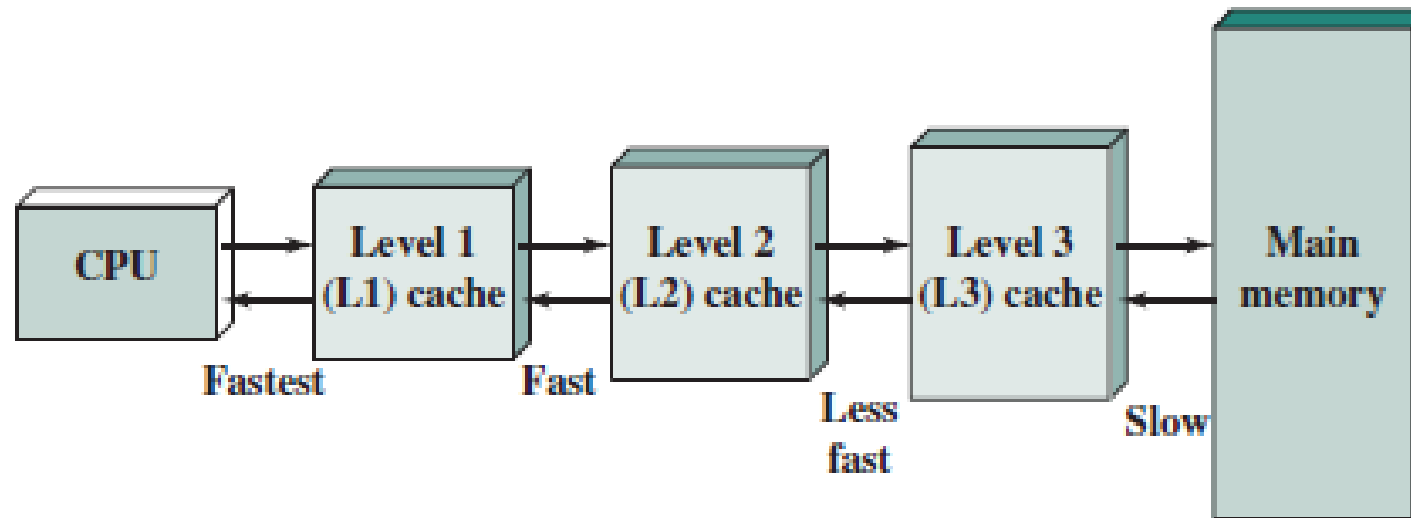 CPU
Level 1
(L1) cache
Level 2
(L2) cache
Level 3
(L3) cache
Main
memory
Fastest
Fast
Less
fast
Slow